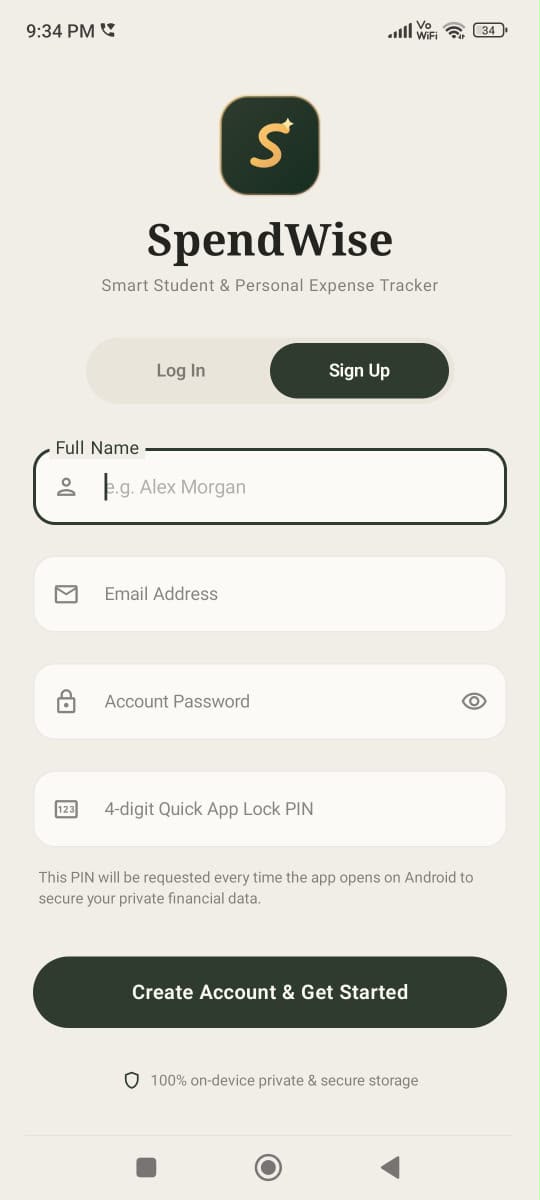 9:34 PM
Vo
WiFi
34
S
SpendWise
Smart Student & Personal Expense Tracker
Log In
Sign Up
Full Name
e.g. Alex Morgan
Email Address
Account Password
123
4-digit Quick App Lock PIN
This PIN will be requested every time the app opens on Android to
secure your private financial data.
Create Account & Get Started
100% on-device private & secure storage